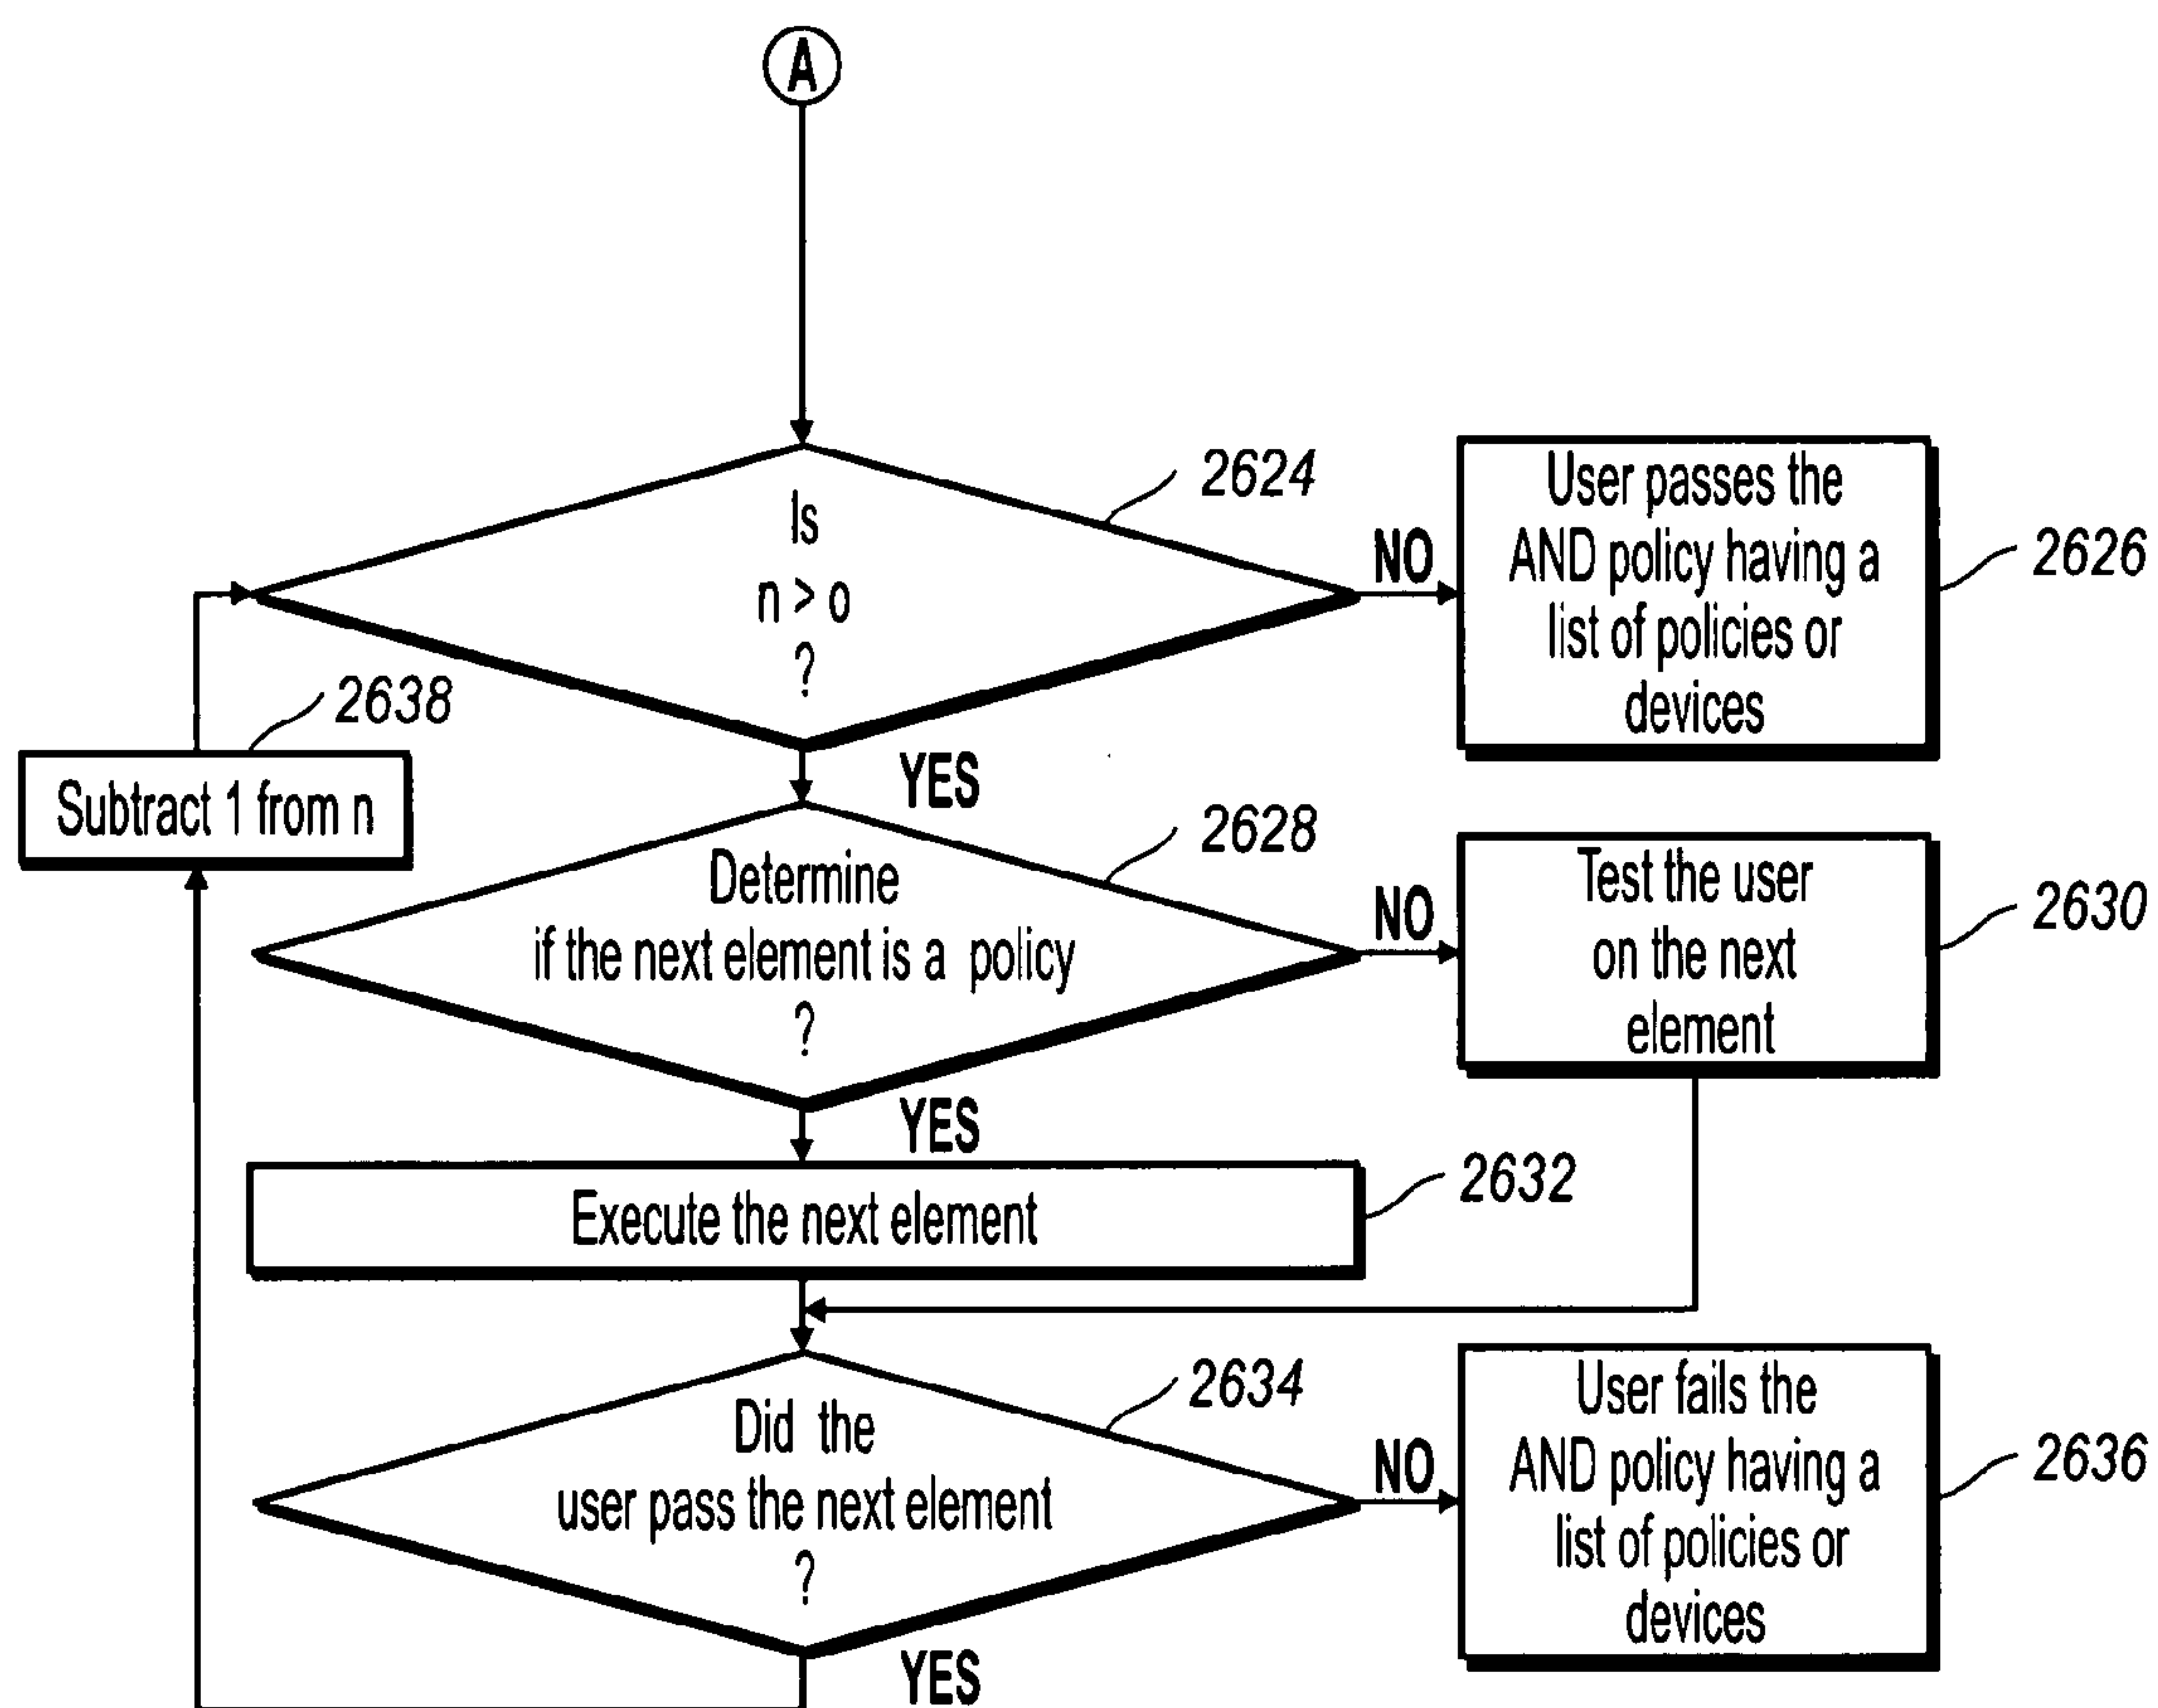 A
Is
n > o
?
2624
NO
User passes the
AND policy having a
list of policies or
devices
2626
2638
Subtract 1 from n
YES
Determine
if the next element is a policy
?
2628
NO
Test the user
on the next
element
2630
YES
Execute the next element
2632
Did the
user pass the next element
?
2634
NO
User fails the
AND policy having a
list of policies or
devices
2636
YES